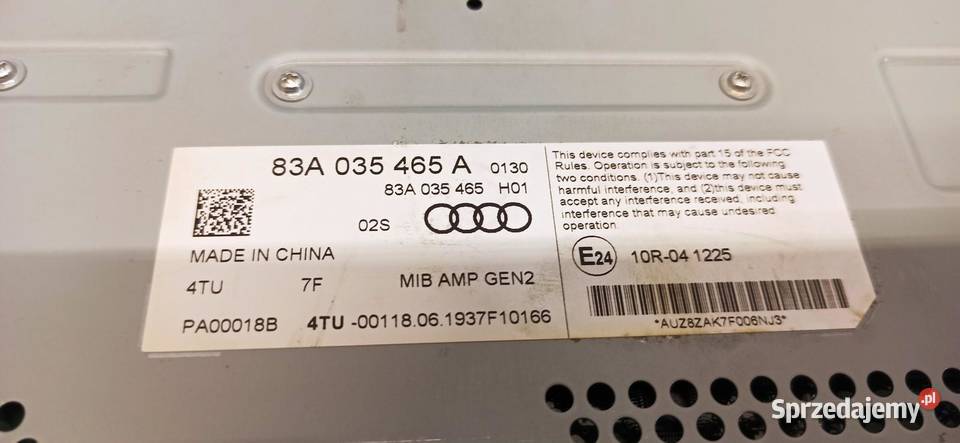 83A 035 465 A 0130
83A 035 465 H01
02S
MADE IN CHINA
4TU 7F MIB AMP GEN2
PA00018B 4TU -00118.06.1937F10166
This device complies with part 15 of the FCC
Rules. Operation is subject to the following
two conditions. (1)This device may not cause
harmful interference, and (2)this device must
accept any interference received, including
interference that may cause undesired
operation
E24 10R-04 1225
*AUZ8ZAK7F006NJ3*
Sprzedajemy.pl